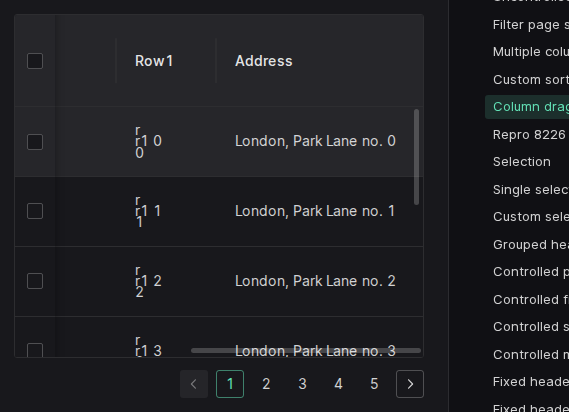 Row1 Address
r
r1 0
0
London, Park Lane no. 0
r
r1 1
1
London, Park Lane no. 1
r
r1 2
2
London, Park Lane no. 2
r
r1 3
London, Park Lane no. 3
1 2 3 4 5
Filter page s
Multiple colu
Custom sort
Column drag
Repro 8226
Selection
Single selec
Custom sele
Grouped hea
Controlled p
Controlled fi
Controlled s
Controlled m
Fixed heade
Fixed heade